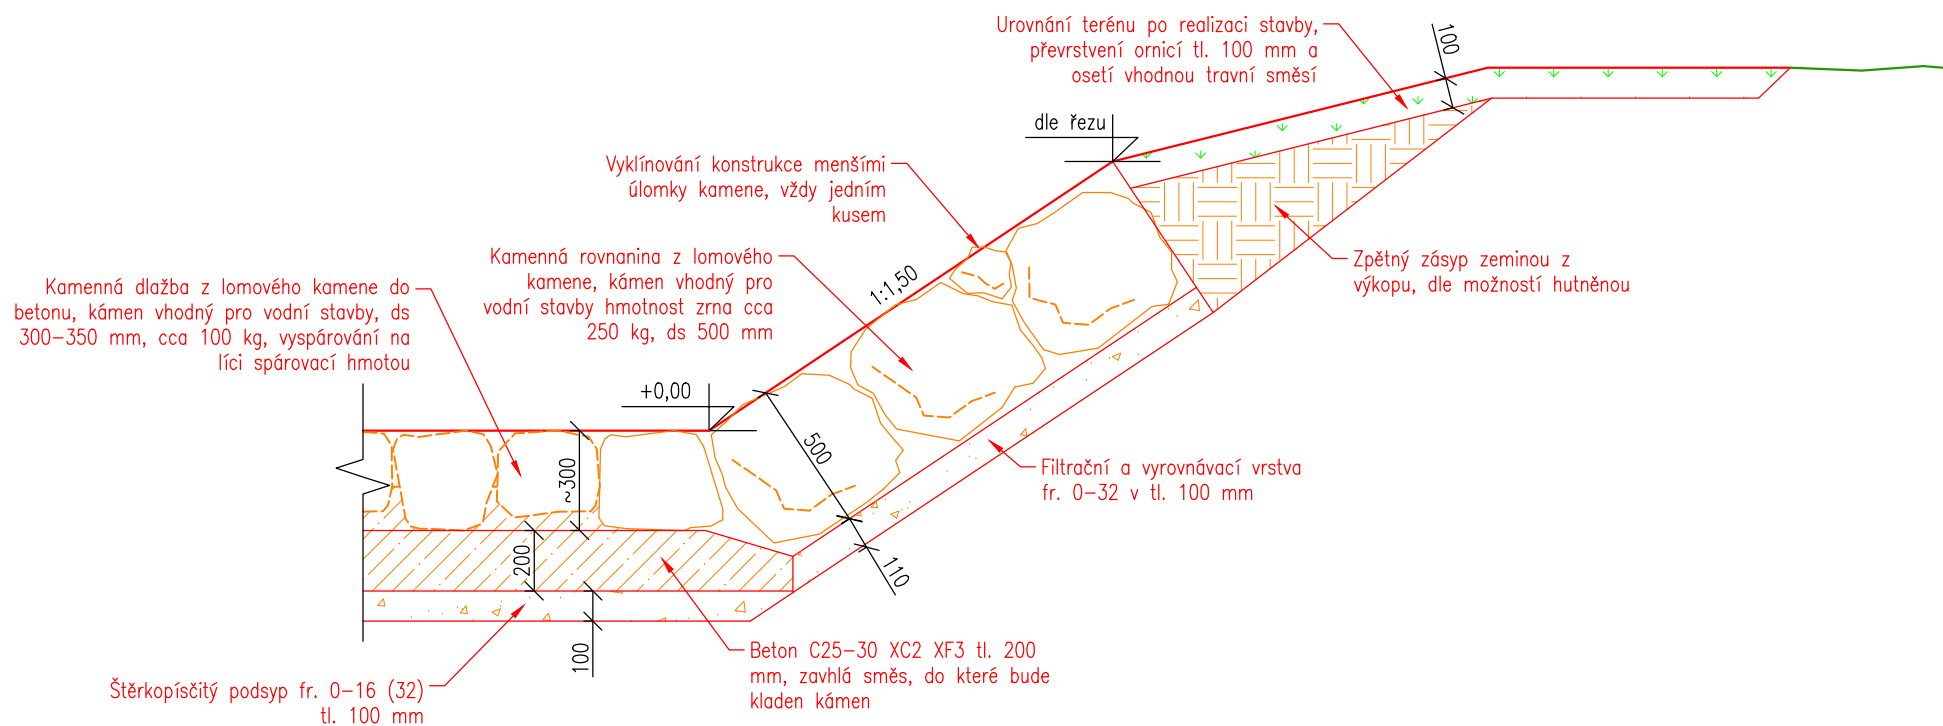 Urovnání terénu po realizaci stavby,
převrstvení ornicí tl. 100 mm a
osetí vhodnou travní směsí
100
dle řezu
Vyklínování konstrukce menšími
úlomky kamene, vždy jedním
kusem
Kamenná rovnanina z lomového
kamene, kámen vhodný pro
vodní stavby hmotnost zrna cca
250 kg, ds 500 mm
1:1,50
Zpětný zásyp zeminou z
výkopu, dle možností hutněnou
Kamenná dlažba z lomového kamene do
betonu, kámen vhodný pro vodní stavby, ds
300-350 mm, cca 100 kg, vyspárování na
líci spárovací hmotou
+0,00
~300
500
Filtrační a vyrovnávací vrstva
fr. 0-32 v tl. 100 mm
200
110
100
Beton C25-30 XC2 XF3 tl. 200
mm, zavhlá směs, do které bude
kladen kámen
Štěrkopísčitý podsyp fr. 0-16 (32)
tl. 100 mm